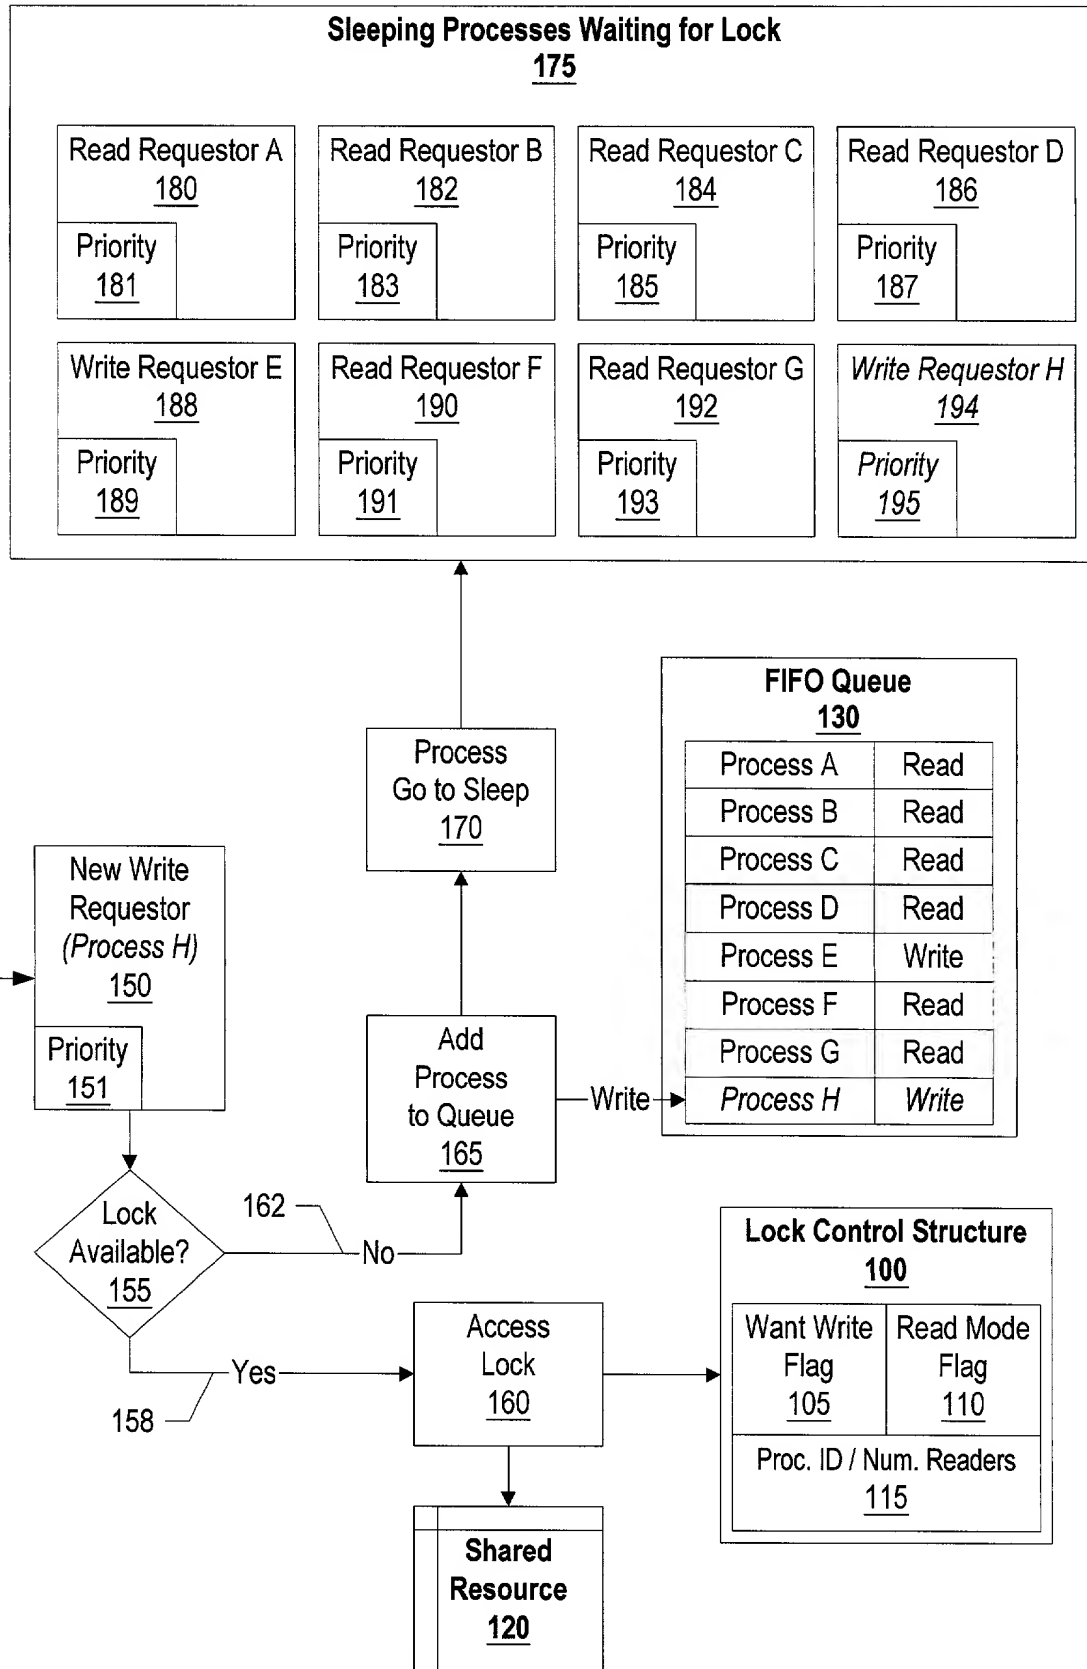 Sleeping Processes Waiting for Lock
175
Read Requestor A
180
Priority
181
Read Requestor B
182
Priority
183
Read Requestor C
184
Priority
185
Read Requestor D
186
Priority
187
Write Requestor E
188
Priority
189
Read Requestor F
190
Priority
191
Read Requestor G
192
Priority
193
Write Requestor H
194
Priority
195
FIFO Queue
130
Process A Read
Process B Read
Process C Read
Process D Read
Process E Write
Process F Read
Process G Read
Process H Write
Process
Go to Sleep
170
New Write
Requestor
(Process H)
150
Priority
151
Add
Process
to Queue
165
Write
Lock
Available?
155
162
No
Yes
158
Access
Lock
160
Lock Control Structure
100
Want Write
Flag
105
Read Mode
Flag
110
Proc. ID / Num. Readers
115
Shared
Resource
120